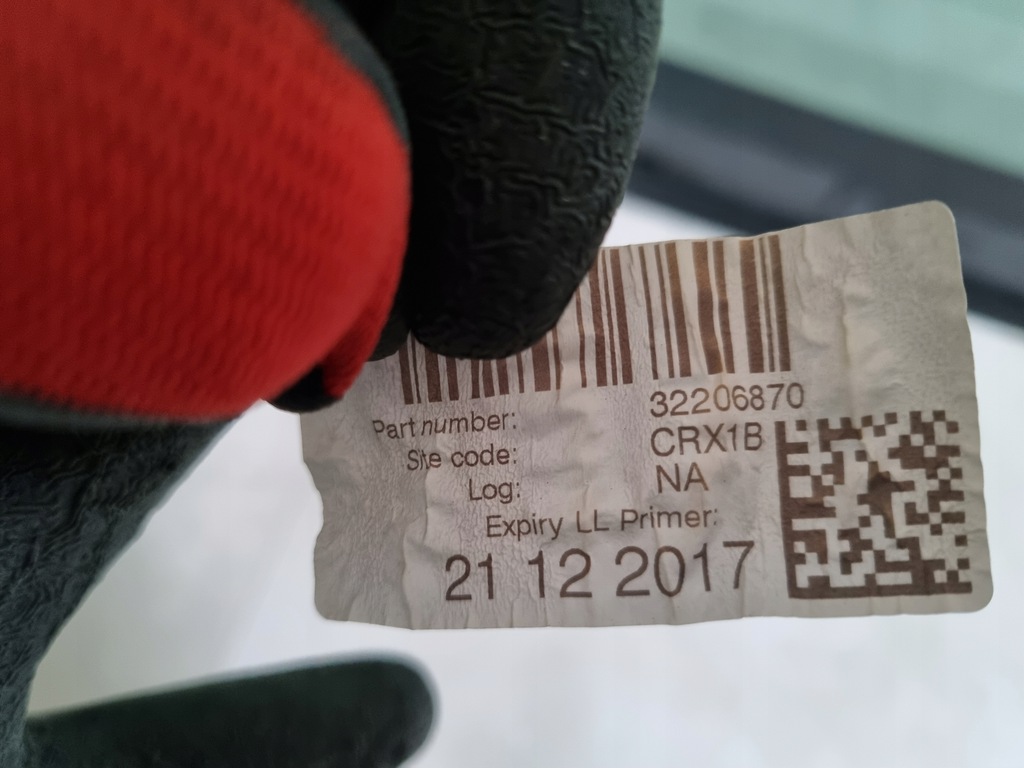 Part number: 32206870
Site code: CRX1B
Log: NA
Expiry LL Primer:
21 12 2017